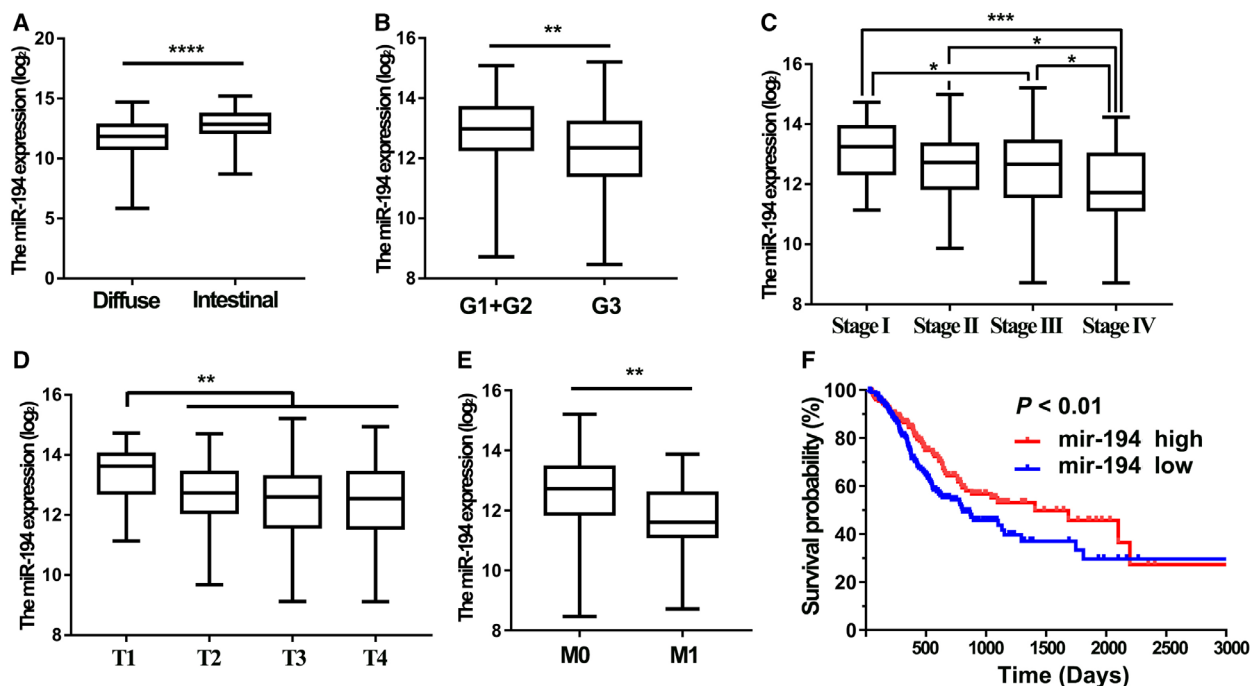 A
The miR-194 expression (log₂)
20
15
10
5
0
****
Diffuse
Intestinal
B
The miR-194 expression (log₂)
16
14
12
10
8
**
G1+G2
G3
C
The miR-194 expression (log₂)
16
14
12
10
8
***
*
*
*
Stage I
Stage II
Stage III
Stage IV
D
The miR-194 expression (log₂)
16
14
12
10
8
**
T1
T2
T3
T4
E
The miR-194 expression (log₂)
16
14
12
10
8
**
M0
M1
F
Survival probability (%)
100
80
60
40
20
0
P < 0.01
mir-194 high
mir-194 low
500
1000
1500
2000
2500
3000
Time (Days)